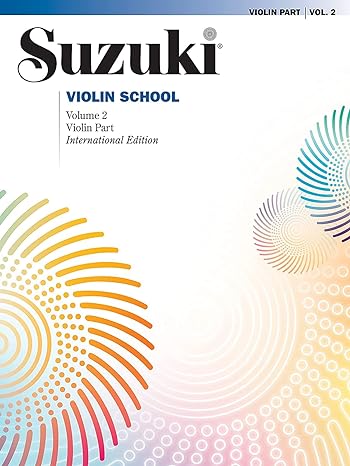 VIOLIN PART | VOL. 2
Suzuki®
VIOLIN SCHOOL
Volume 2
Violin Part
International Edition